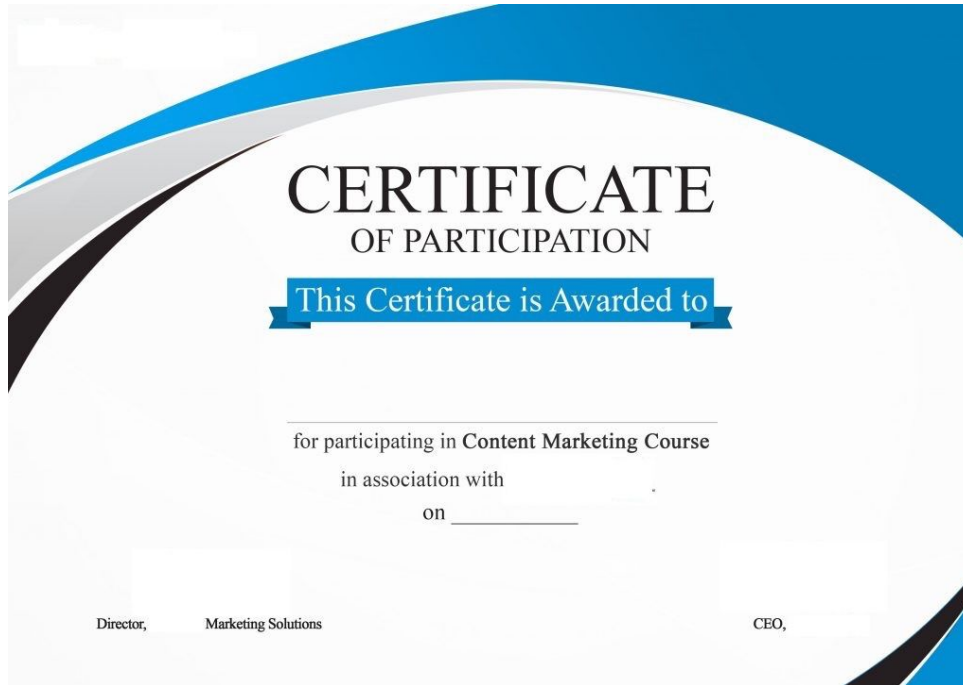 CERTIFICATE
OF PARTICIPATION
This Certificate is Awarded to
for participating in Content Marketing Course
in association with .
on ____________
Director, Marketing Solutions
CEO,